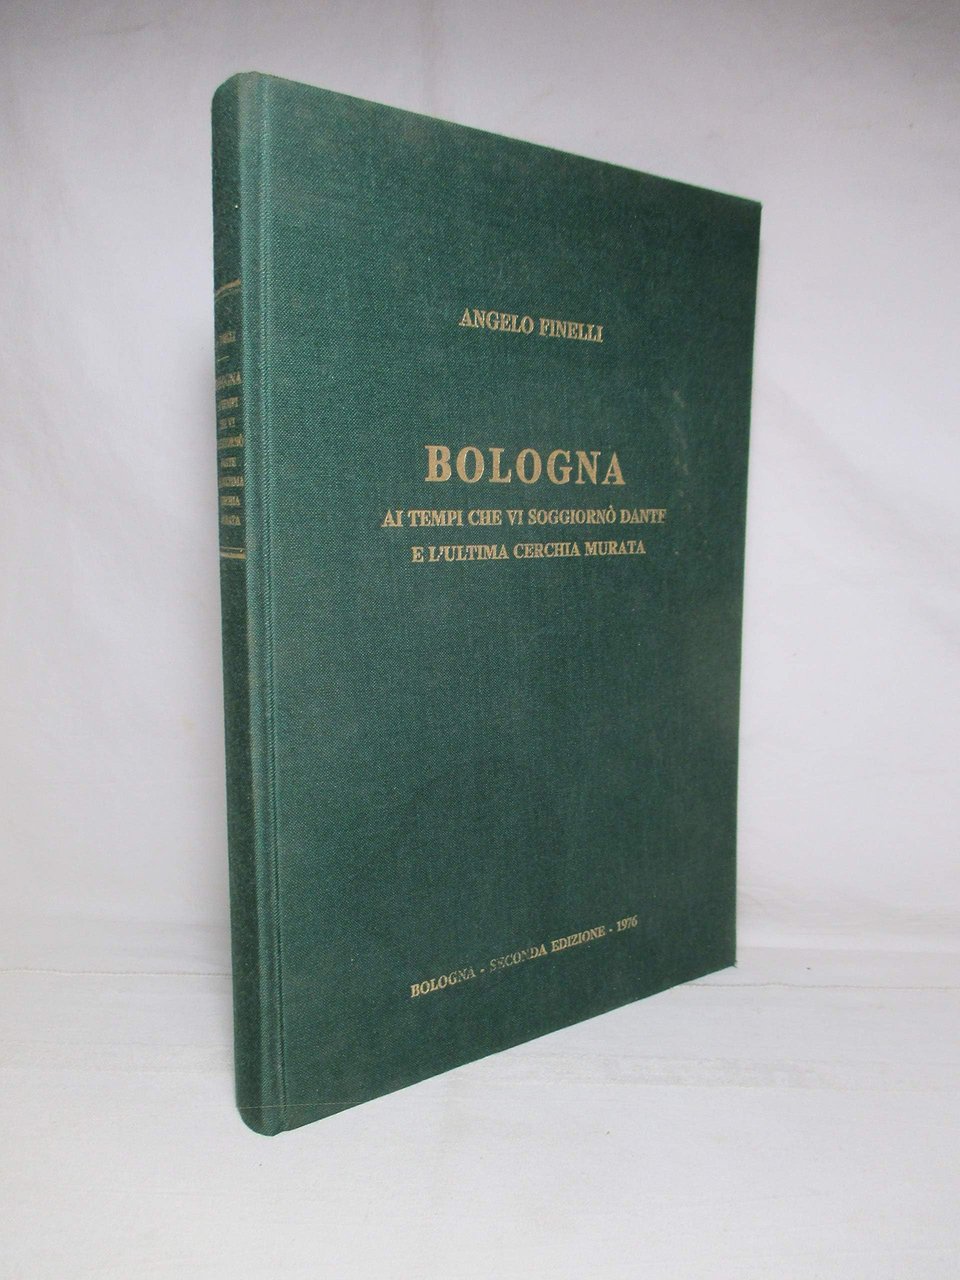 ANGELO FINELLI
BOLOGNA
AI TEMPI CHE VI SOGGIORNÒ DANTE
E L'ULTIMA CERCHIA MURATA
BOLOGNA - SECONDA EDIZIONE - 1976